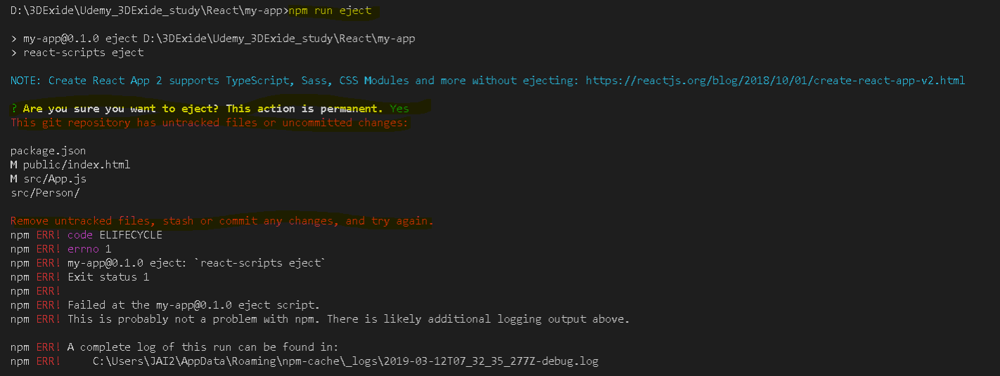 D:\3DExide\Udemy_3DExide_study\React\my-app>npm run eject
> my-app@0.1.0 eject D:\3DExide\Udemy_3DExide_study\React\my-app
> react-scripts eject
NOTE: Create React App 2 supports TypeScript, Sass, CSS Modules and more without ejecting: https://reactjs.org/blog/2018/10/01/create-react-app-v2.html
? Are you sure you want to eject? This action is permanent. Yes
This git repository has untracked files or uncommitted changes:
package.json
M public/index.html
M src/App.js
src/Person/
Remove untracked files, stash or commit any changes, and try again.
npm ERR! code ELIFECYCLE
npm ERR! errno 1
npm ERR! my-app@0.1.0 eject: `react-scripts eject`
npm ERR! Exit status 1
npm ERR!
npm ERR! Failed at the my-app@0.1.0 eject script.
npm ERR! This is probably not a problem with npm. There is likely additional logging output above.
npm ERR! A complete log of this run can be found in:
npm ERR!     C:\Users\JAI2\AppData\Roaming\npm-cache\_logs\2019-03-12T07_32_35_277Z-debug.log